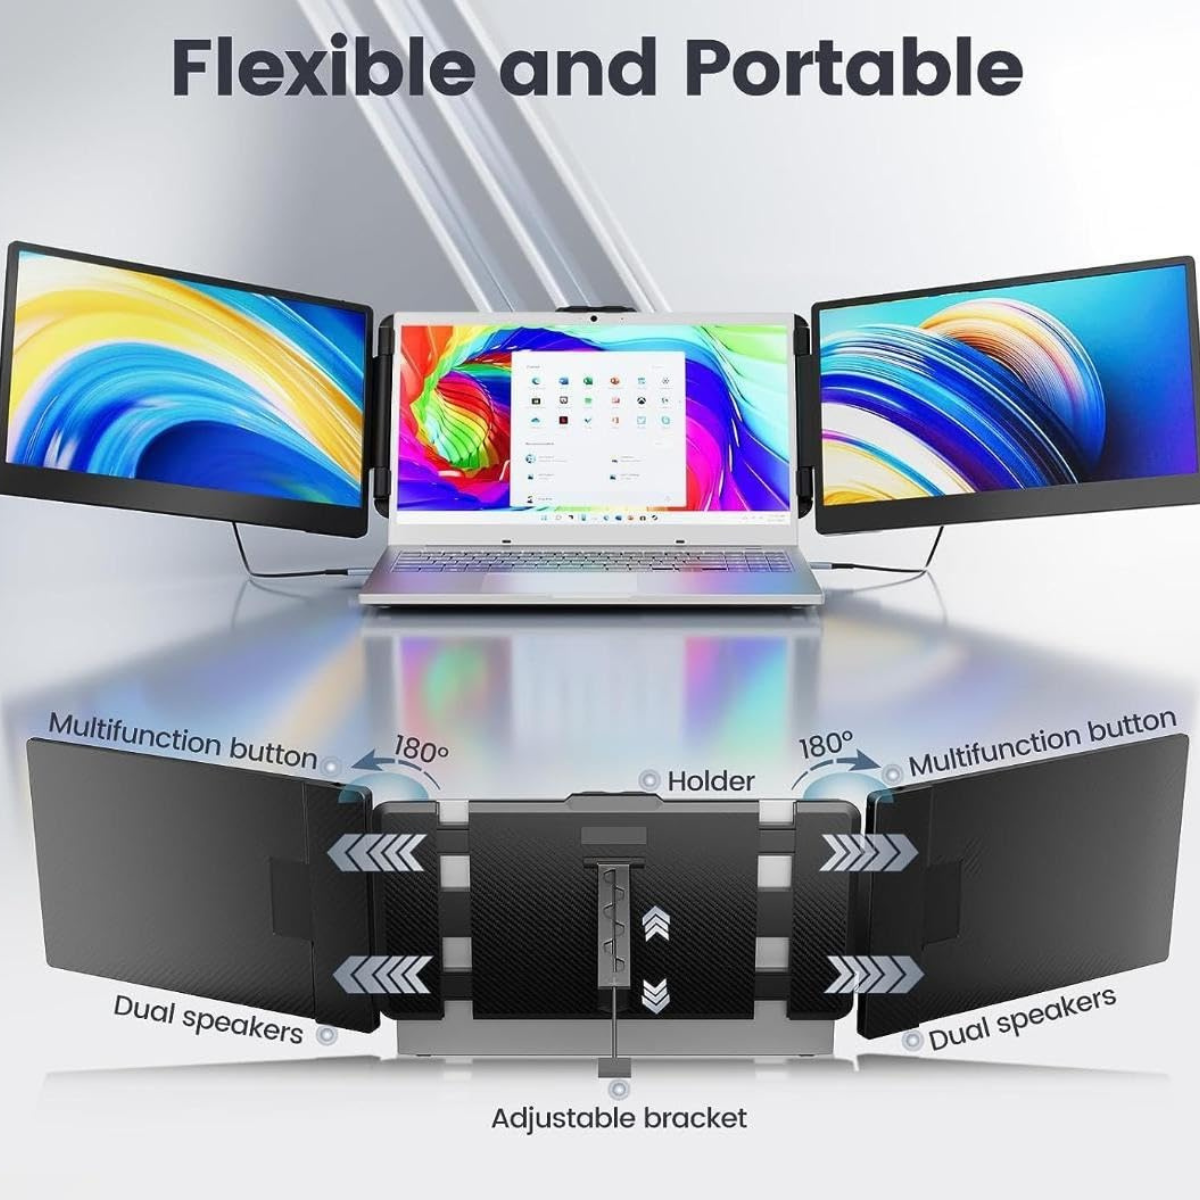 Flexible and Portable
Multifunction button
180°
180°
Multifunction button
Holder
Dual speakers
Dual speakers
Adjustable bracket